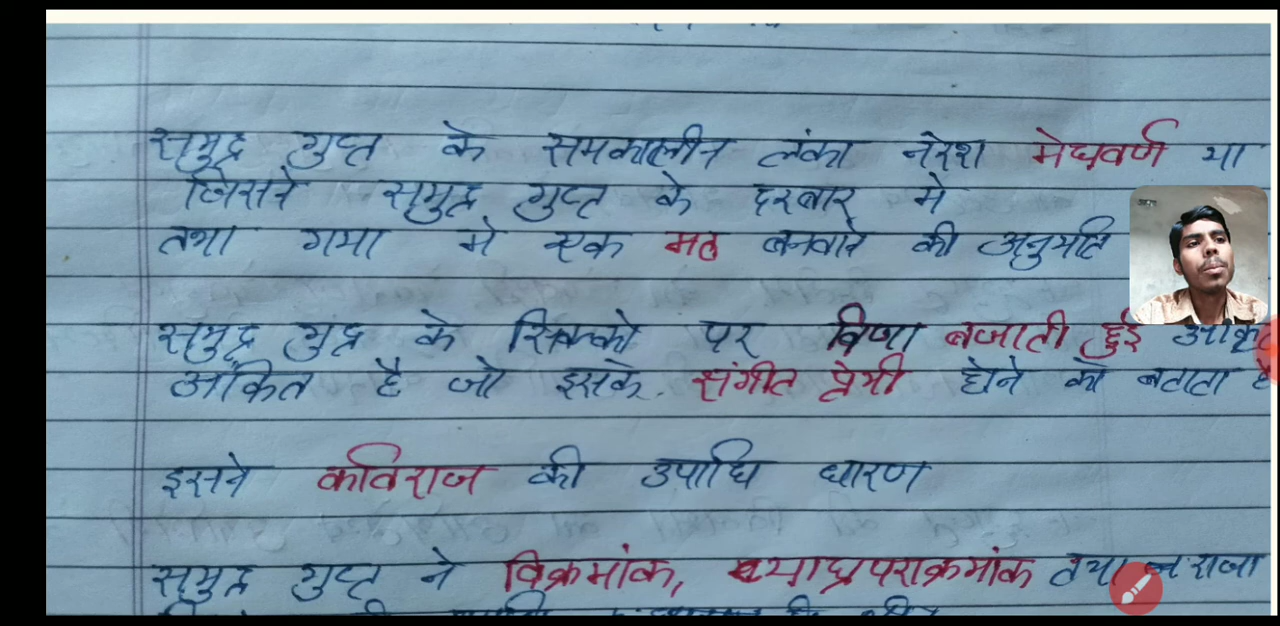 समुद्र गुप्त के समकालीन लंका नरेश मेघवर्ण था
जिसने समुद्र गुप्त के दरबार मे
तथा गया मे एक मठ बनवाने की अनुमति
समुद्र गुप्त के सिक्को पर विणा बजाती हुई
अंकित है जो इसके संगीत प्रेमी होने को बताता है
इसने कविराज की उपाधि धारण
समुद्र गुप्त ने विक्रमांक, व्याघ्रपराक्रमांक तथा राजा